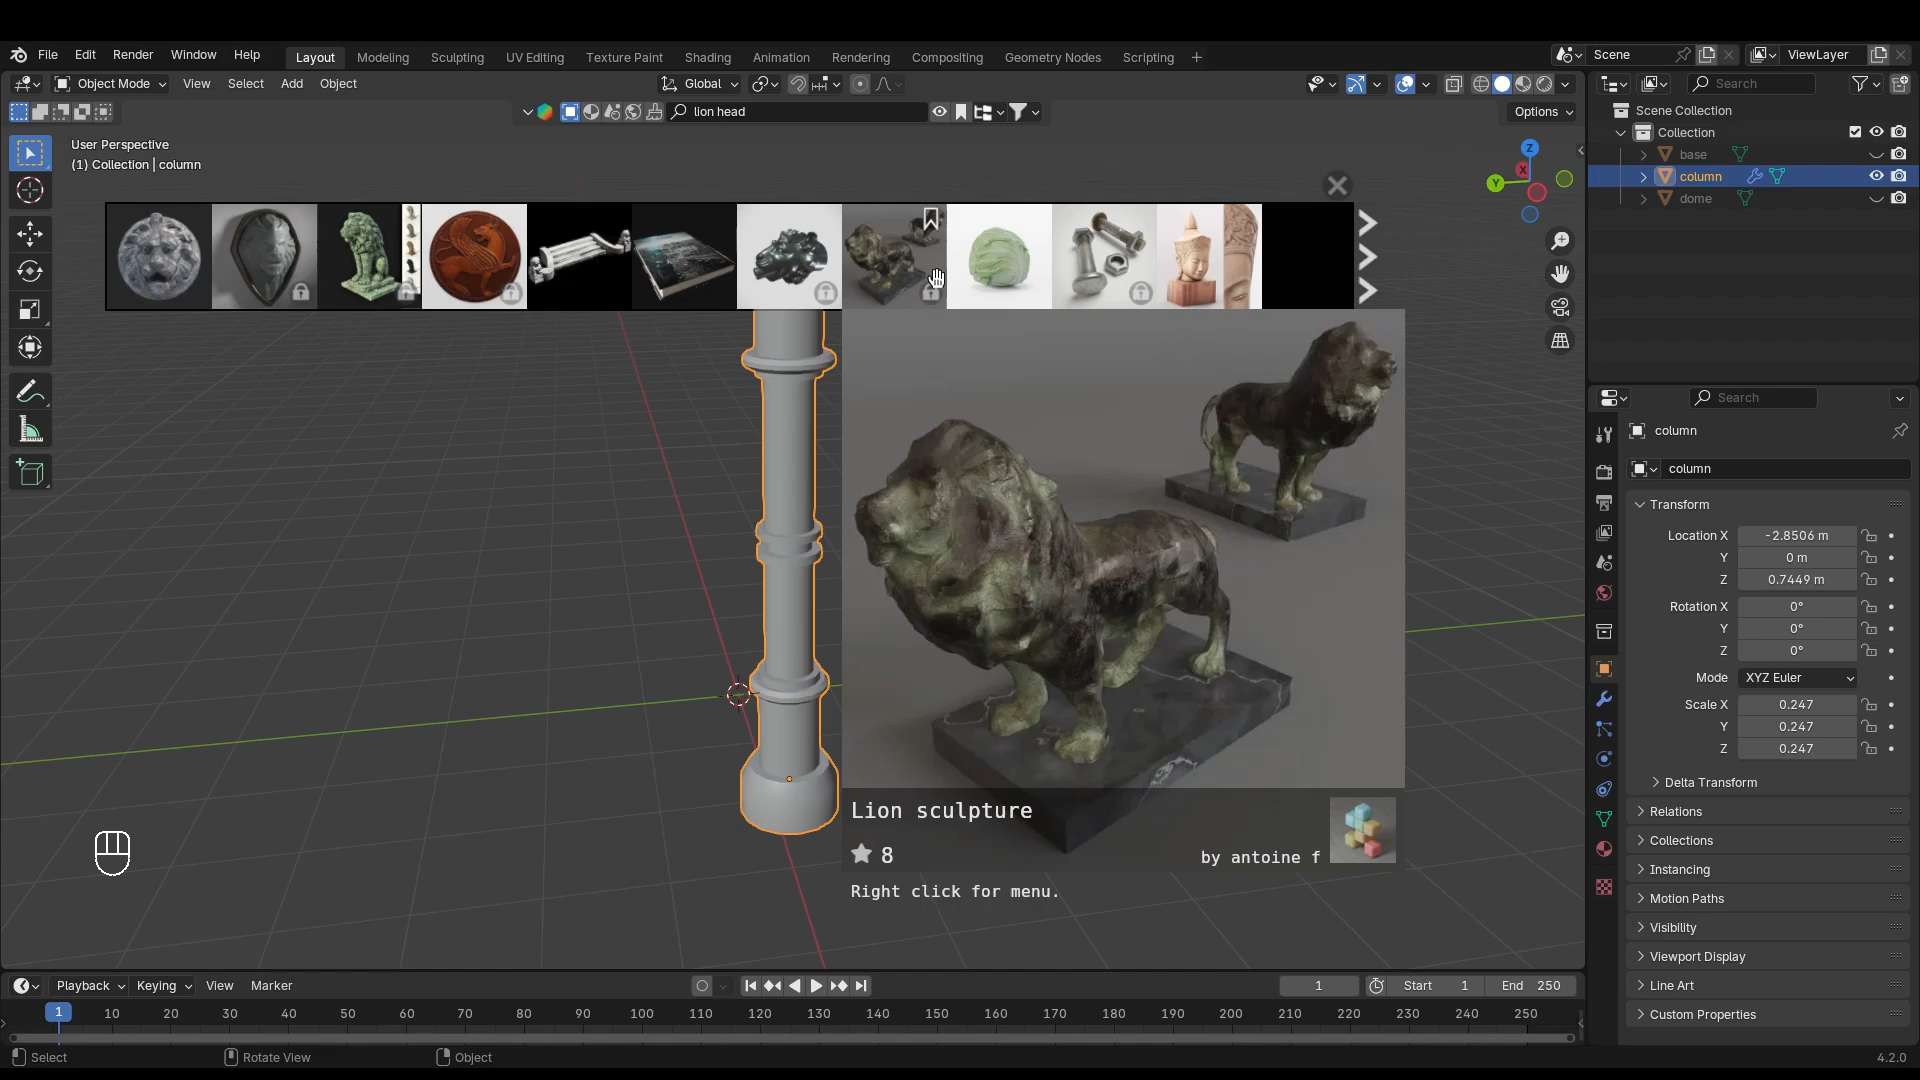 File Edit Render Window Help Layout Modeling Sculpting UV Editing Texture Paint Shading Animation Rendering Compositing Geometry Nodes Scripting + Scene ViewLayer
Object Mode View Select Add Object Global Search
lion head Options
User Perspective
(1) Collection | column
Z
X
Y
Scene Collection
Collection
base
column
dome
Search
column
column
Transform
Location X -2.8506 m
Y 0 m
Z 0.7449 m
Rotation X 0°
Y 0°
Z 0°
Mode XYZ Euler
Scale X 0.247
Y 0.247
Z 0.247
Delta Transform
Relations
Collections
Instancing
Motion Paths
Visibility
Viewport Display
Line Art
Custom Properties
Lion sculpture
8 by antoine f
Right click for menu.
Playback Keying View Marker 1 Start 1 End 250
1 10 20 30 40 50 60 70 80 90 100 110 120 130 140 150 160 170 180 190 200 210 220 230 240 250
Select Rotate View Object 4.2.0